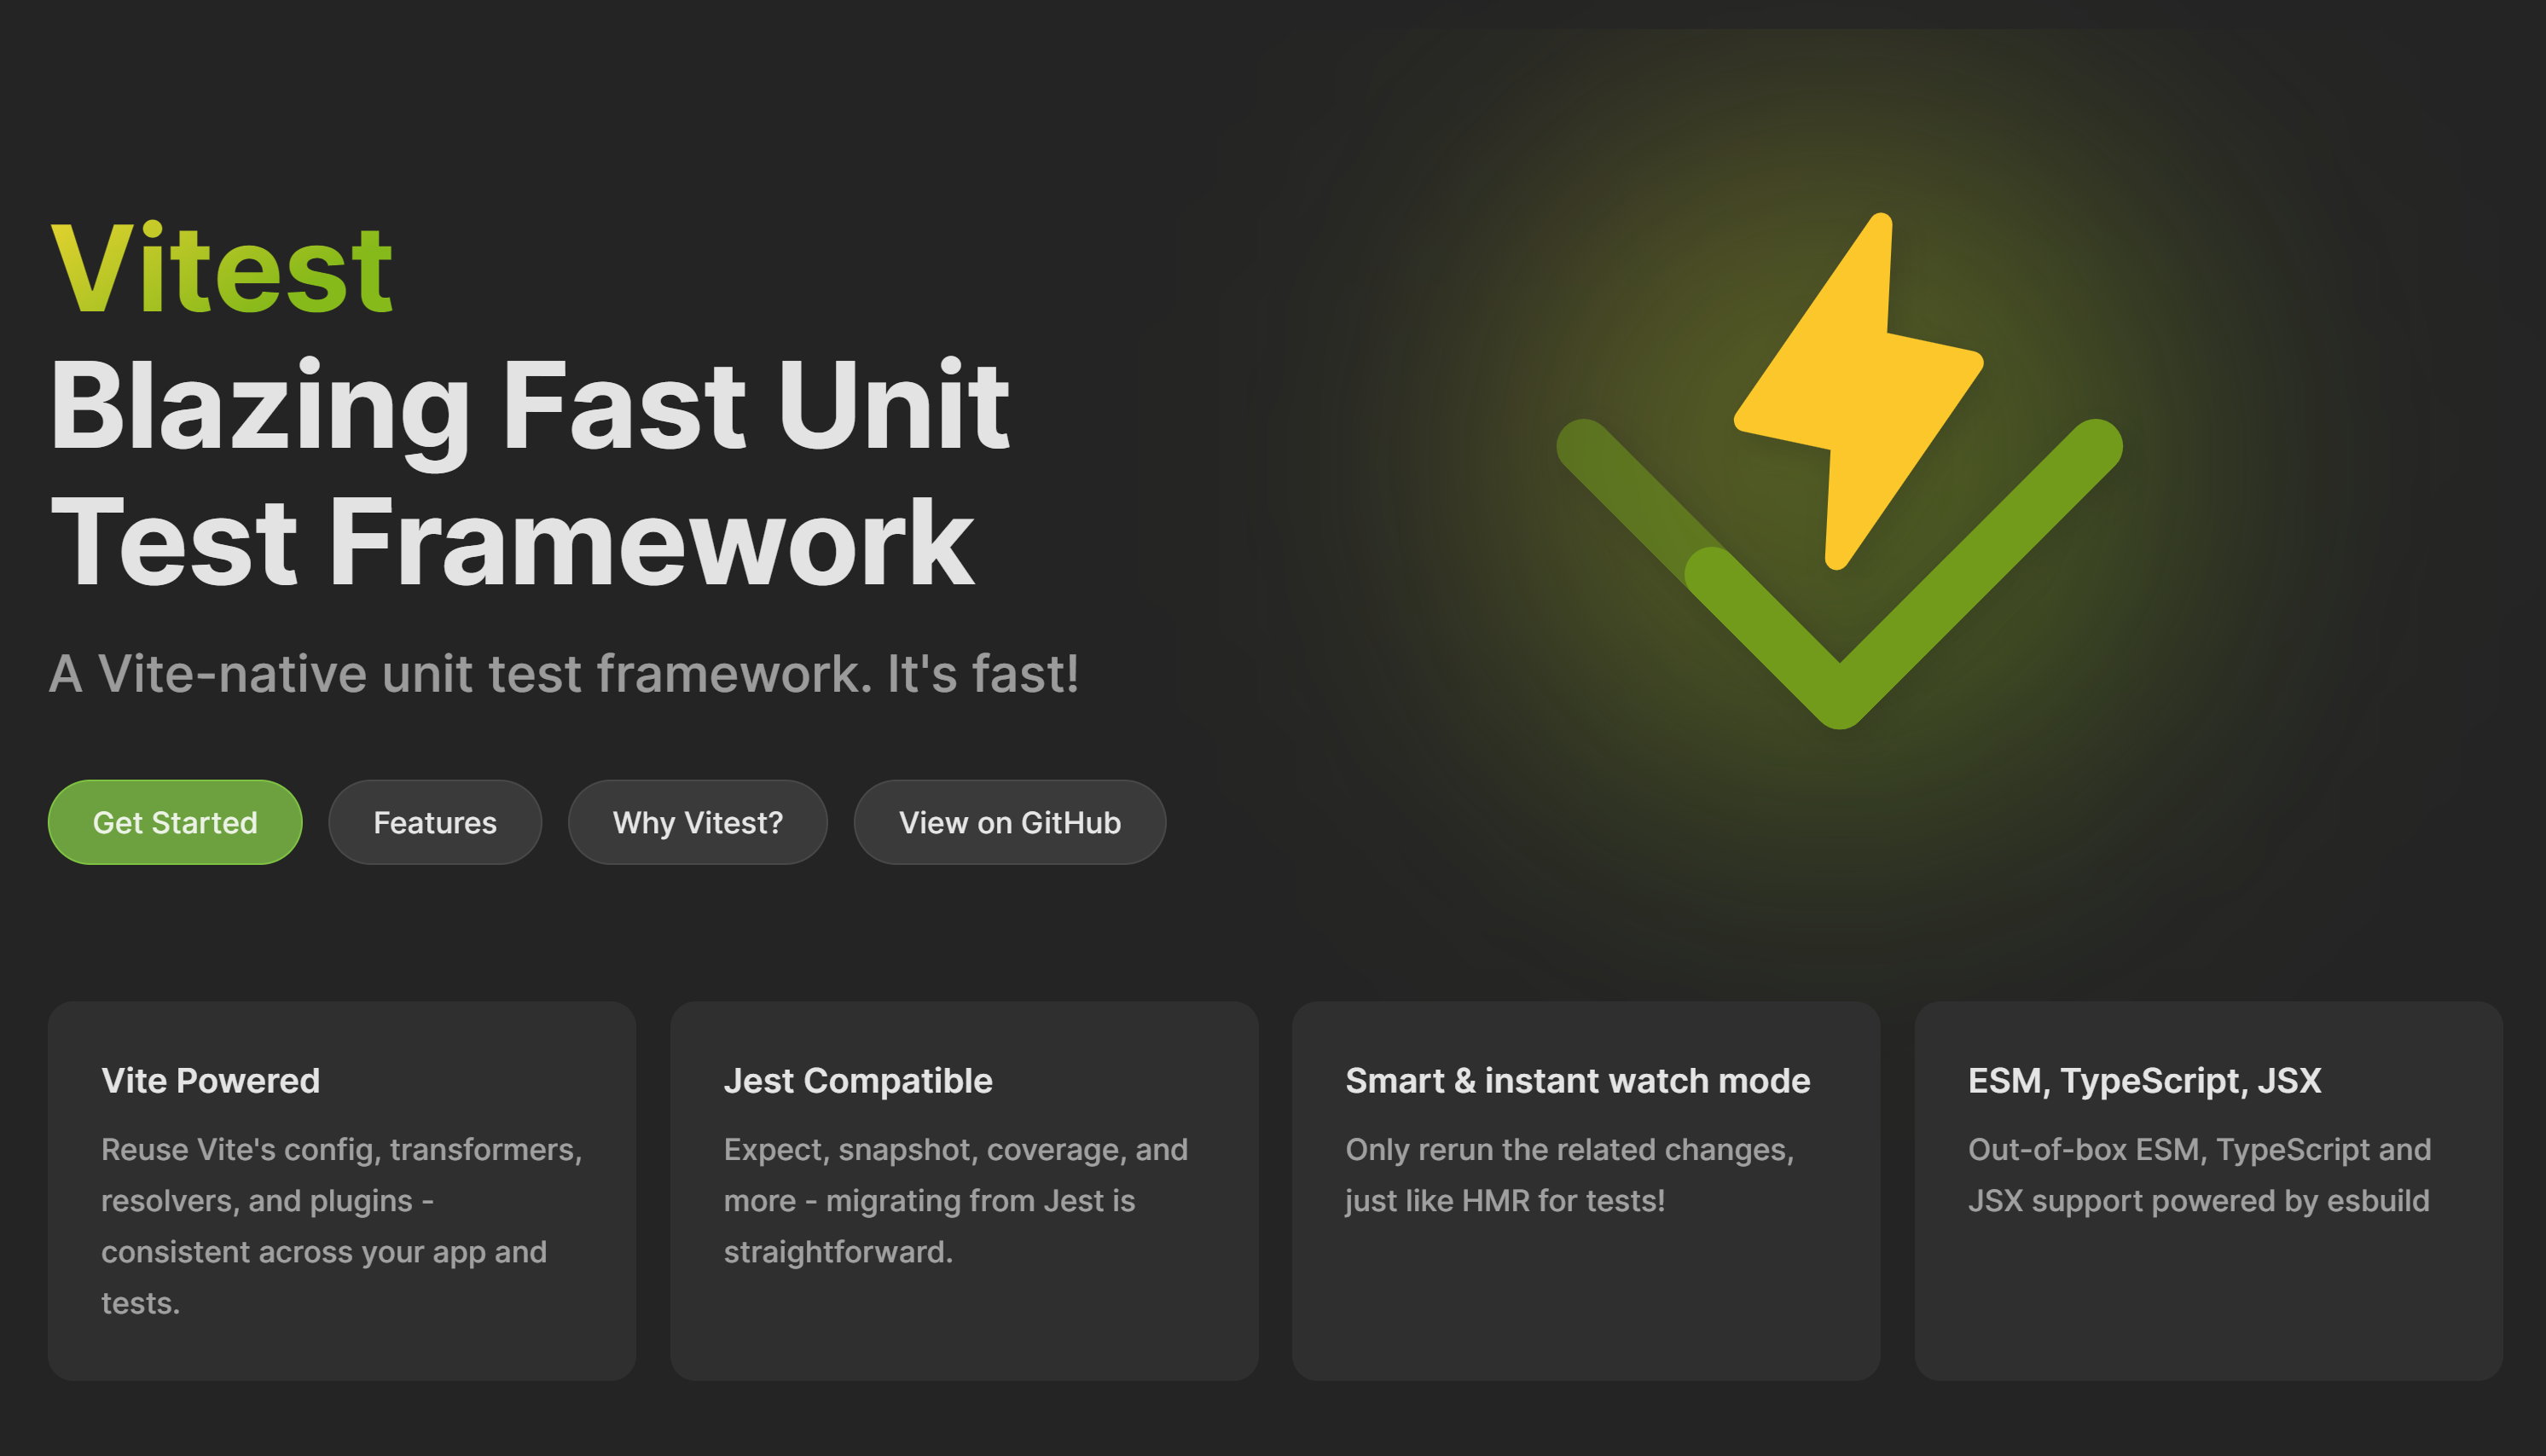 Vitest
Blazing Fast Unit
Test Framework
A Vite-native unit test framework. It's fast!
Get Started
Features
Why Vitest?
View on GitHub
Vite Powered
Reuse Vite's config, transformers,
resolvers, and plugins -
consistent across your app and
tests.
Jest Compatible
Expect, snapshot, coverage, and
more - migrating from Jest is
straightforward.
Smart & instant watch mode
Only rerun the related changes,
just like HMR for tests!
ESM, TypeScript, JSX
Out-of-box ESM, TypeScript and
JSX support powered by esbuild